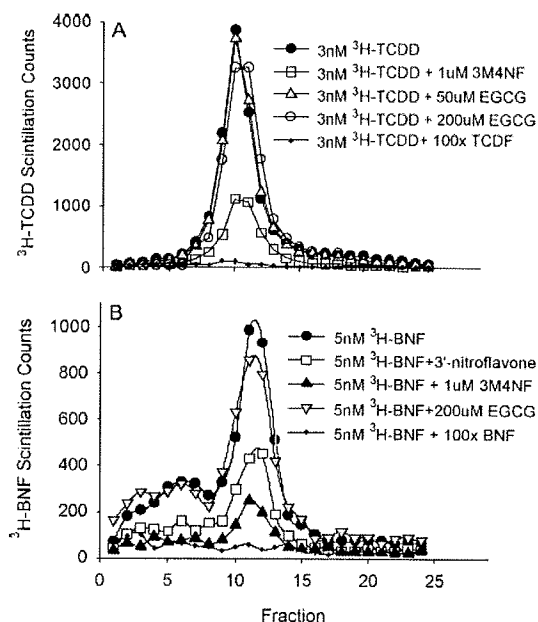 A
³H-TCDD Scintillation Counts
4000
3000
2000
1000
0
3nM ³H-TCDD
3nM ³H-TCDD + 1uM 3M4NF
3nM ³H-TCDD + 50uM EGCG
3nM ³H-TCDD + 200uM EGCG
3nM ³H-TCDD+ 100x TCDF
B
³H-BNF Scintillation Counts
1000
800
600
400
200
0
5nM ³H-BNF
5nM ³H-BNF+3'-nitroflavone
5nM ³H-BNF + 1uM 3M4NF
5nM ³H-BNF+200uM EGCG
5nM ³H-BNF + 100x BNF
0 5 10 15 20 25
Fraction